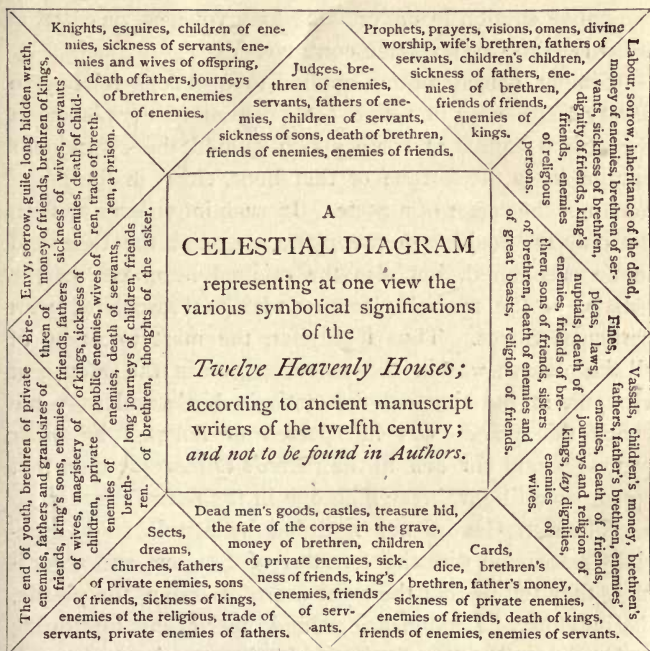 Knights, esquires, children of ene-
mies, sickness of servants, ene-
mies and wives of offspring,
death of fathers, journeys
of brethren, enemies
of enemies.
Judges, bre-
thren of enemies,
servants, fathers of ene-
mies, children of servants,
sickness of sons, death of brethren,
friends of enemies, enemies of friends.
Prophets, prayers, visions, omens, divine
worship, wife's brethren, fathers of
servants, children's children,
sickness of fathers, ene-
mies of brethren,
friends of friends,
enemies of
kings.
Envy, sorrow, guile, long hidden wrath,
money of friends, brethren of kings,
sickness of wives, servants'
enemies, death of child-
ren, trade of breth-
ren, a prison.
Bre-
thren of
friends, fathers
of kings, sickness of
public enemies, wives of
enemies, death of servants,
long journeys of children, friends
of brethren, thoughts of the asker.
The end of youth, brethren of private
enemies, fathers and grandsires of
friends, king's sons, enemies
of wives, magistery of
children, private
enemies of
breth-
ren.
A
CELESTIAL DIAGRAM
representing at one view the
various symbolical significations
of the
Twelve Heavenly Houses;
according to ancient manuscript
writers of the twelfth century;
and not to be found in Authors.
Labour, sorrow, inheritance of the dead,
money of enemies, brethren of ser-
vants, sickness of brethren,
dignity of friends, king's
friends, enemies
of religious
persons.
Fines,
pleas, laws,
nuptials, death of
enemies, friends of bre-
thren, sons of friends, sisters
of brethren, death of enemies and
of great beasts, religion of friends.
Vassals, children's money, brethren's
fathers, father's brethren, enemies'
enemies, death of friends,
journeys and religion of
kings, lay dignities,
enemies of
wives.
Sects,
dreams,
churches, fathers
of private enemies, sons
of friends, sickness of kings,
enemies of the religious, trade of
servants, private enemies of fathers.
Dead men's goods, castles, treasure hid,
the fate of the corpse in the grave,
money of brethren, children
of private enemies, sick-
ness of friends, king's
enemies, friends
of serv-
ants.
Cards,
dice, brethren's
brethren, father's money,
sickness of private enemies,
enemies of friends, death of kings,
friends of enemies, enemies of servants.